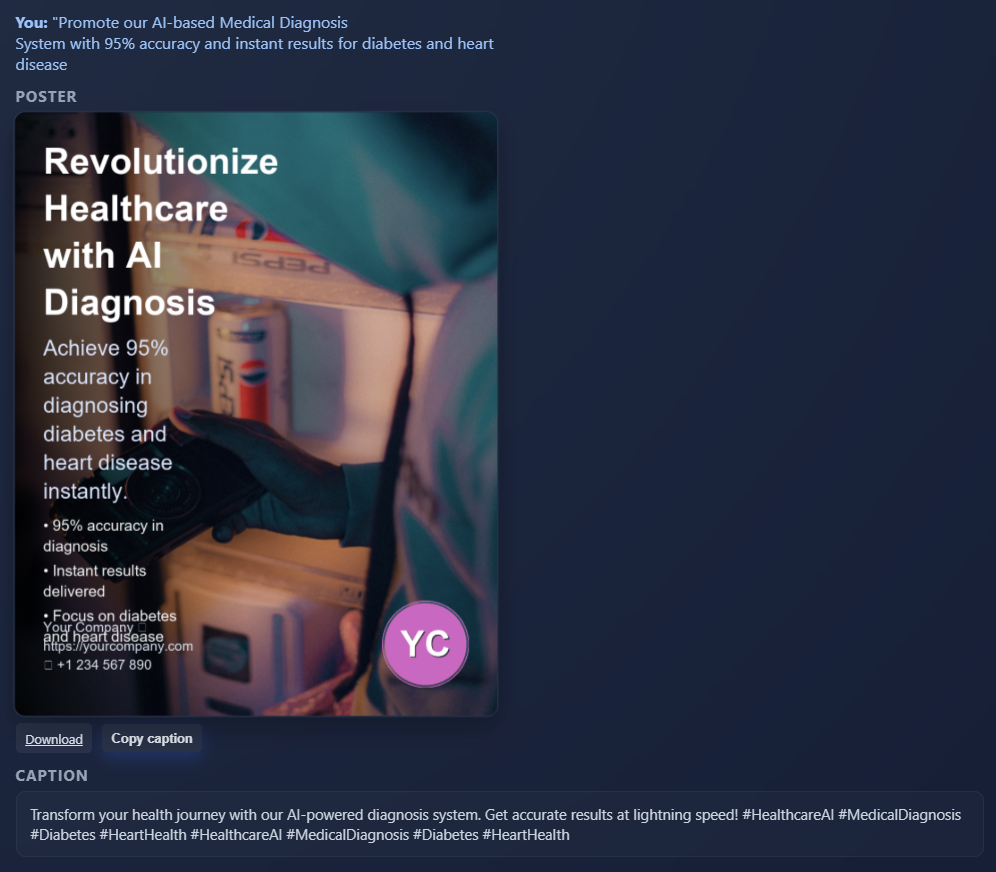 You: "Promote our AI-based Medical Diagnosis
System with 95% accuracy and instant results for diabetes and heart
disease
POSTER
Revolutionize
Healthcare
with AI
Diagnosis
PEPSI
Achieve 95%
accuracy in
diagnosing
diabetes and
heart disease
instantly.
• 95% accuracy in
diagnosis
• Instant results
delivered
• Focus on diabetes
and heart disease
Your Company
https://yourcompany.com
+1 234 567 890
YC
Download
Copy caption
CAPTION
Transform your health journey with our AI-powered diagnosis system. Get accurate results at lightning speed! #HealthcareAI #MedicalDiagnosis
#Diabetes #HeartHealth #HealthcareAI #MedicalDiagnosis #Diabetes #HeartHealth